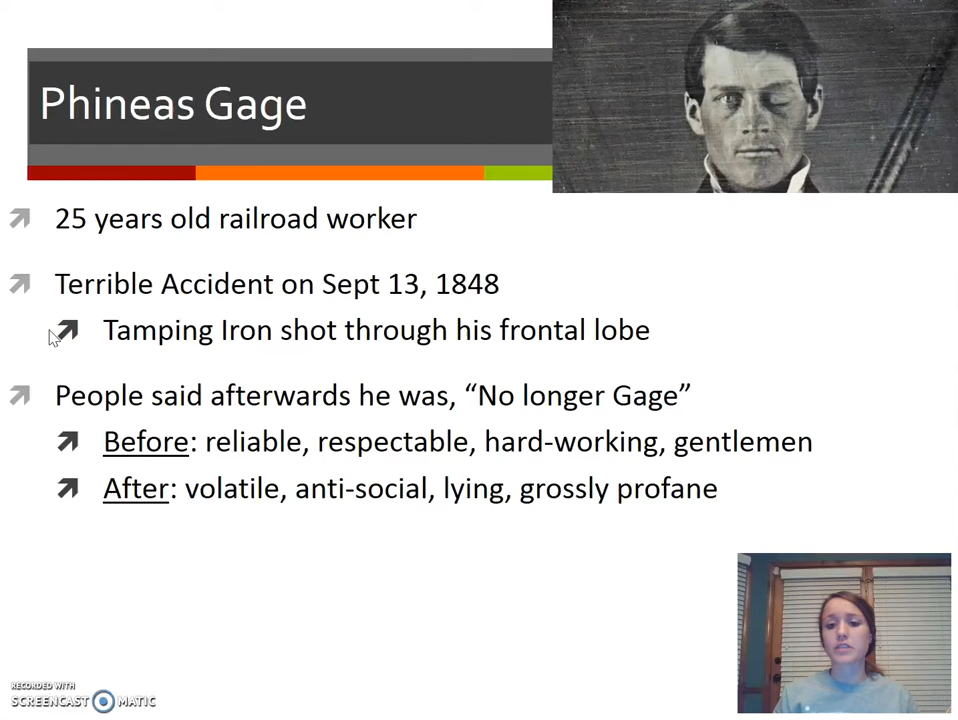 Phineas Gage
25 years old railroad worker
Terrible Accident on Sept 13, 1848
Tamping Iron shot through his frontal lobe
People said afterwards he was, “No longer Gage”
Before: reliable, respectable, hard-working, gentlemen
After: volatile, anti-social, lying, grossly profane
RECORDED WITH
SCREENCAST MATIC